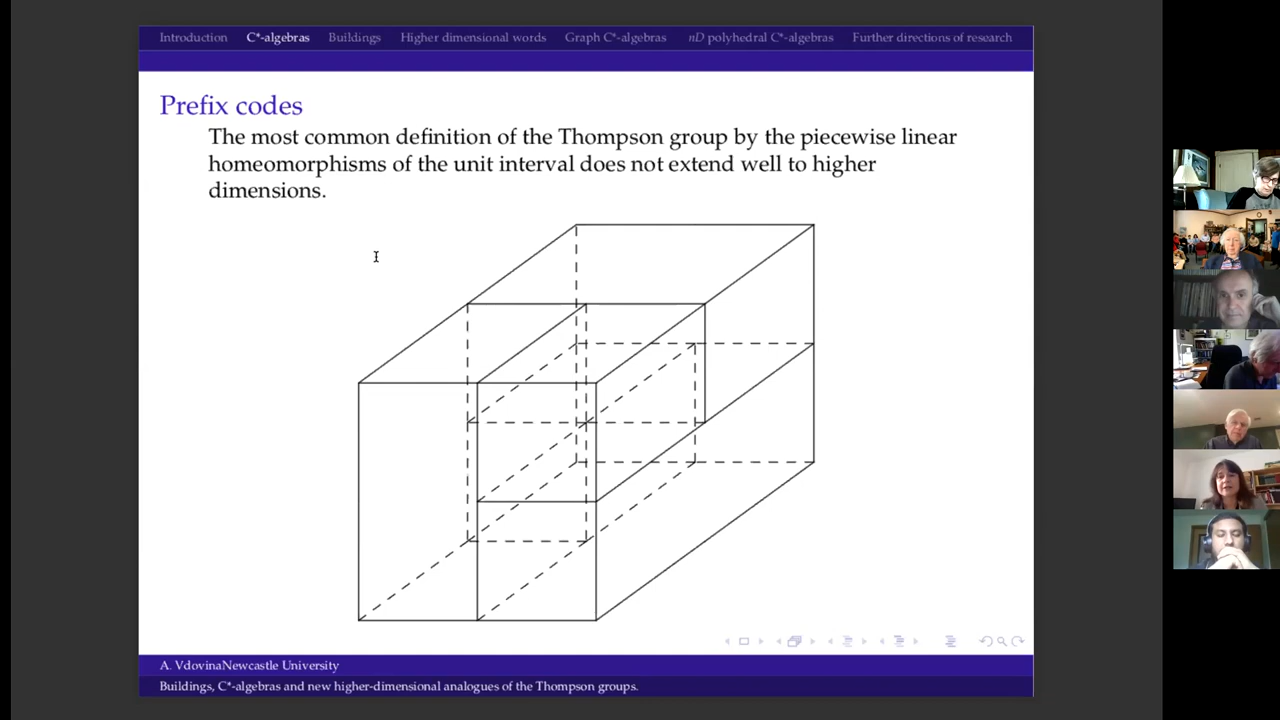 Introduction C*-algebras Buildings Higher dimensional words Graph C*-algebras nD polyhedral C*-algebras Further directions of research
Prefix codes
The most common definition of the Thompson group by the piecewise linear
homeomorphisms of the unit interval does not extend well to higher
dimensions.
A. VdovinaNewcastle University
Buildings, C*-algebras and new higher-dimensional analogues of the Thompson groups.